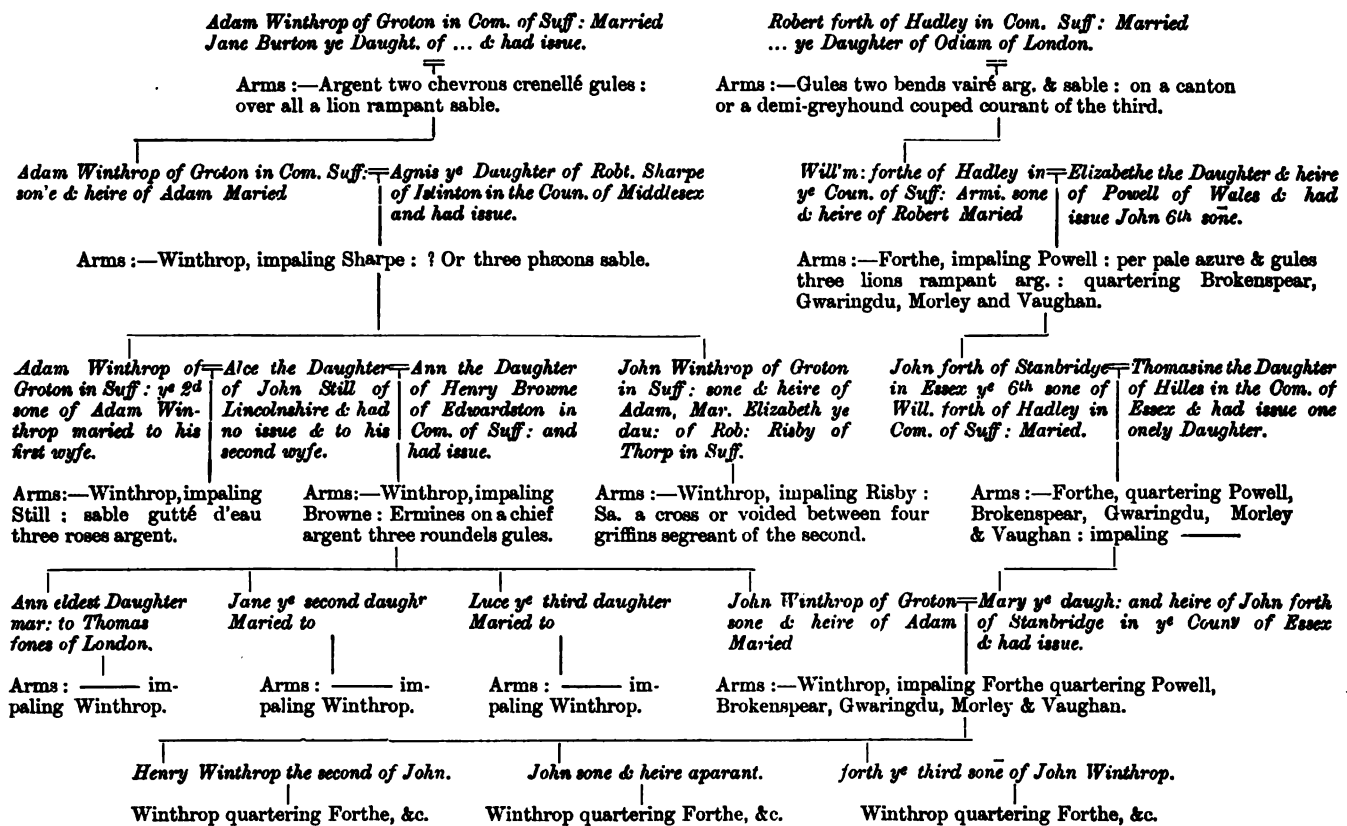 Adam Winthrop of Groton in Com. of Suff: Married
Jane Burton ye Daught. of ... & had issue.
Arms :—Argent two chevrons crenellé gules :
over all a lion rampant sable.
Robert forth of Hadley in Com. Suff: Married
... ye Daughter of Odiam of London.
Arms :—Gules two bends vairé arg. & sable : on a canton
or a demi-greyhound couped courant of the third.
Adam Winthrop of Groton in Com. Suff:
son'e & heire of Adam Maried
Agnis ye Daughter of Robt. Sharpe
of Islinton in the Coun. of Middlesex
and had issue.
Arms :—Winthrop, impaling Sharpe : ? Or three phæons sable.
Will'm: forthe of Hadley in
ye Coun. of Suff: Armi. sone
& heire of Robert Maried
Elizabethe the Daughter & heire
of Powell of Wales & had
issue John 6th sone̅.
Arms :—Forthe, impaling Powell : per pale azure & gules
three lions rampant arg. : quartering Brokenspear,
Gwaringdu, Morley and Vaughan.
Adam Winthrop of
Groton in Suff: ye 2d
sone of Adam Win-
throp maried to his
first wyfe.
Alce the Daughter
of John Still of
Lincolnshire & had
no issue & to his
second wyfe.
Ann the Daughter
of Henry Browne
of Edwardston in
Com. of Suff: and
had issue.
John Winthrop of Groton
in Suff: sone & heire of
Adam, Mar. Elizabeth ye
dau: of Rob: Risby of
Thorp in Suff.
John forth of Stanbridge
in Essex ye 6th sone of
Will. forth of Hadley in
Com. of Suff: Maried.
Thomasine the Daughter
of Hilles in the Com. of
Essex & had issue one
onely Daughter.
Arms:—Winthrop, impaling
Still : sable gutté d'eau
three roses argent.
Arms:—Winthrop, impaling
Browne : Ermines on a chief
argent three roundels gules.
Arms :—Winthrop, impaling Risby :
Sa. a cross or voided between four
griffins segreant of the second.
Arms :—Forthe, quartering Powell,
Brokenspear, Gwaringdu, Morley
& Vaughan : impaling ———
Ann eldest Daughter
mar: to Thomas
fones of London.
Jane ye second daughr
Maried to
Luce ye third daughter
Maried to
John Winthrop of Groton
sone & heire of Adam
Maried
Mary ye daugh: and heire of John forth
of Stanbridge in ye Couny of Essex
& had issue.
Arms : ——— im-
paling Winthrop.
Arms : ——— im-
paling Winthrop.
Arms : ——— im-
paling Winthrop.
Arms :—Winthrop, impaling Forthe quartering Powell,
Brokenspear, Gwaringdu, Morley & Vaughan.
Henry Winthrop the second of John.
John sone & heire aparant.
forth ye third sone̅ of John Winthrop.
Winthrop quartering Forthe, &c.
Winthrop quartering Forthe, &c.
Winthrop quartering Forthe, &c.